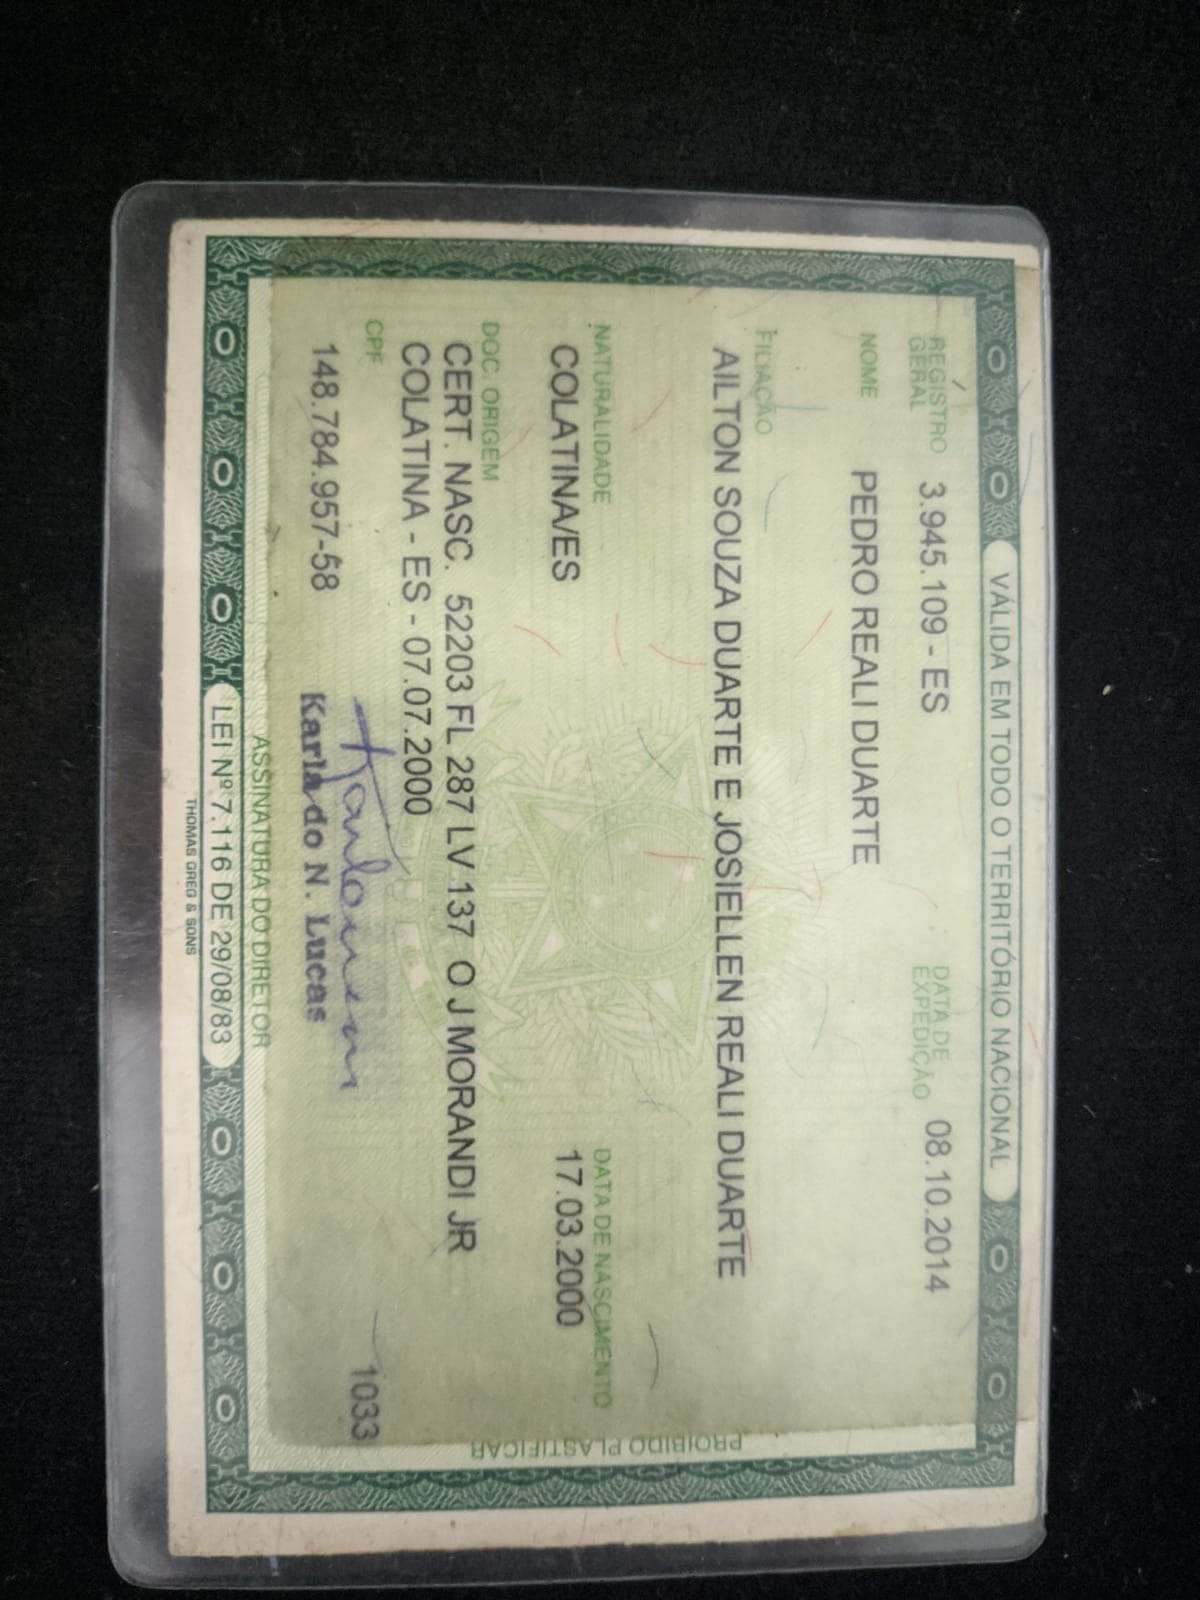 VÁLIDA EM TODO O TERRITÓRIO NACIONAL
REGISTRO GERAL 3.945.109 - ES DATA DE EXPEDIÇÃO 08.10.2014
NOME PEDRO REALI DUARTE
FILIAÇÃO
AILTON SOUZA DUARTE E JOSIELLEN REALI DUARTE
NATURALIDADE DATA DE NASCIMENTO
COLATINA/ES 17.03.2000
DOC. ORIGEM
CERT. NASC. 52203 FL 287 LV 137 O J MORANDI JR
COLATINA - ES - 07.07.2000
CPF
148.784.957-58
1033
Karla do N. Lucas
ASSINATURA DO DIRETOR
LEI Nº 7.116 DE 29/08/83
THOMAS GREG & SONS
PROIBIDO PLASTIFICAR